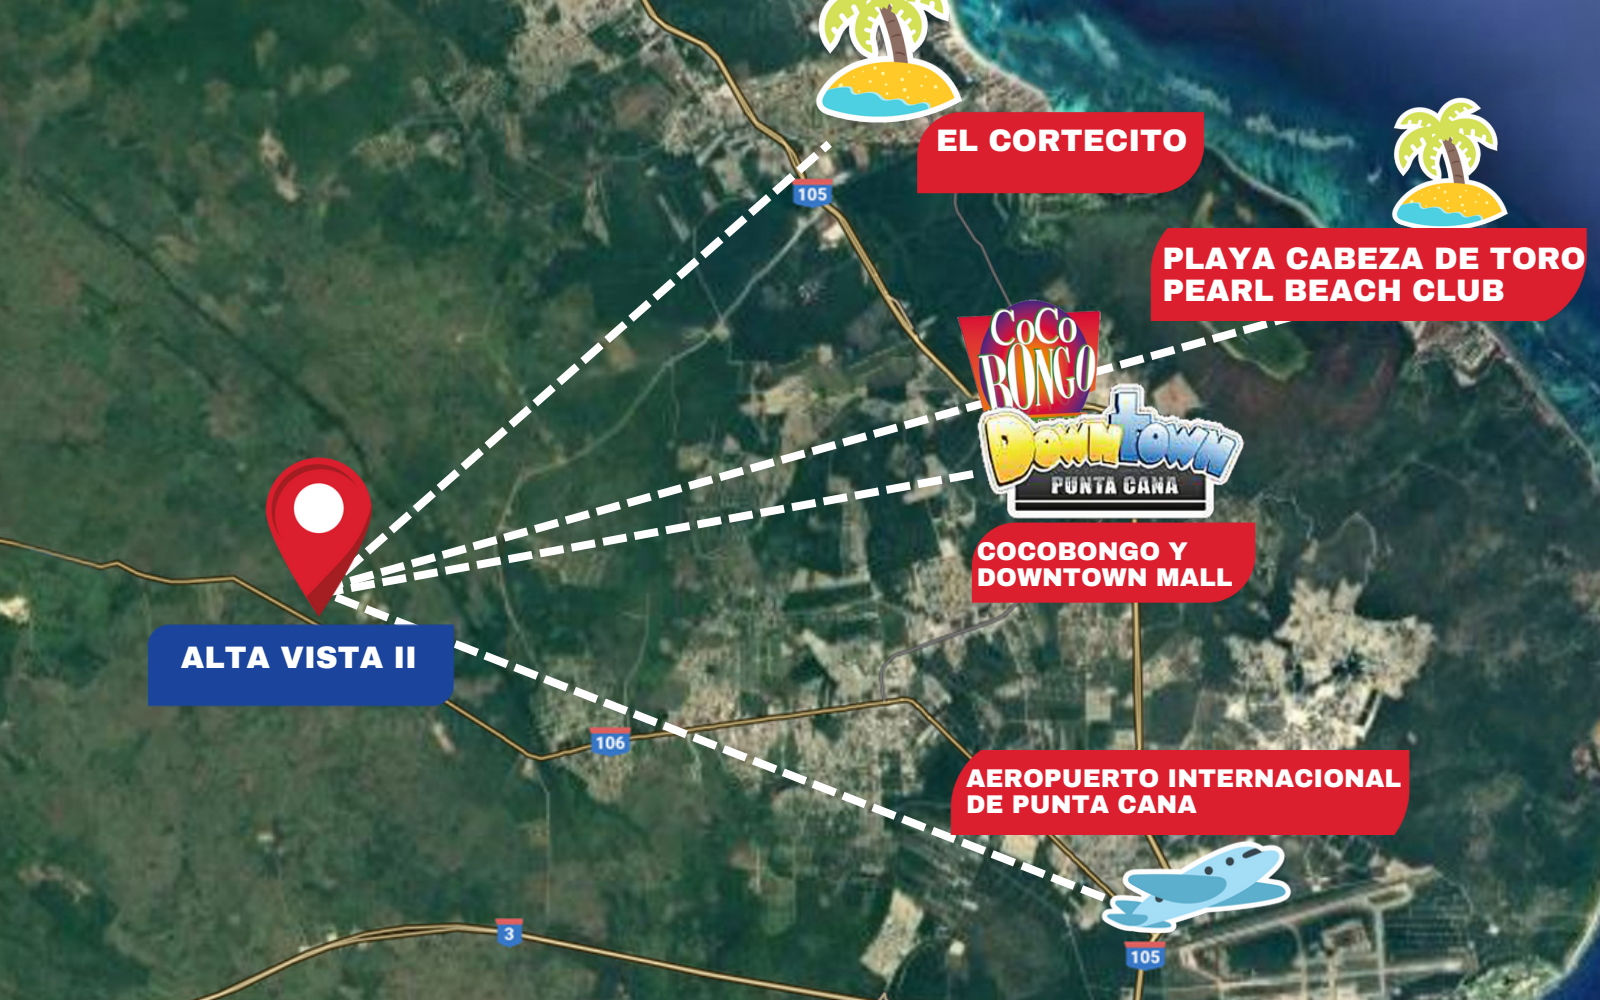 EL CORTECITO
105
PLAYA CABEZA DE TORO
PEARL BEACH CLUB
COCO
BONGO
DOWNTOWN
PUNTA CANA
COCOBONGO Y
DOWNTOWN MALL
ALTA VISTA II
106
AEROPUERTO INTERNACIONAL
DE PUNTA CANA
3
105